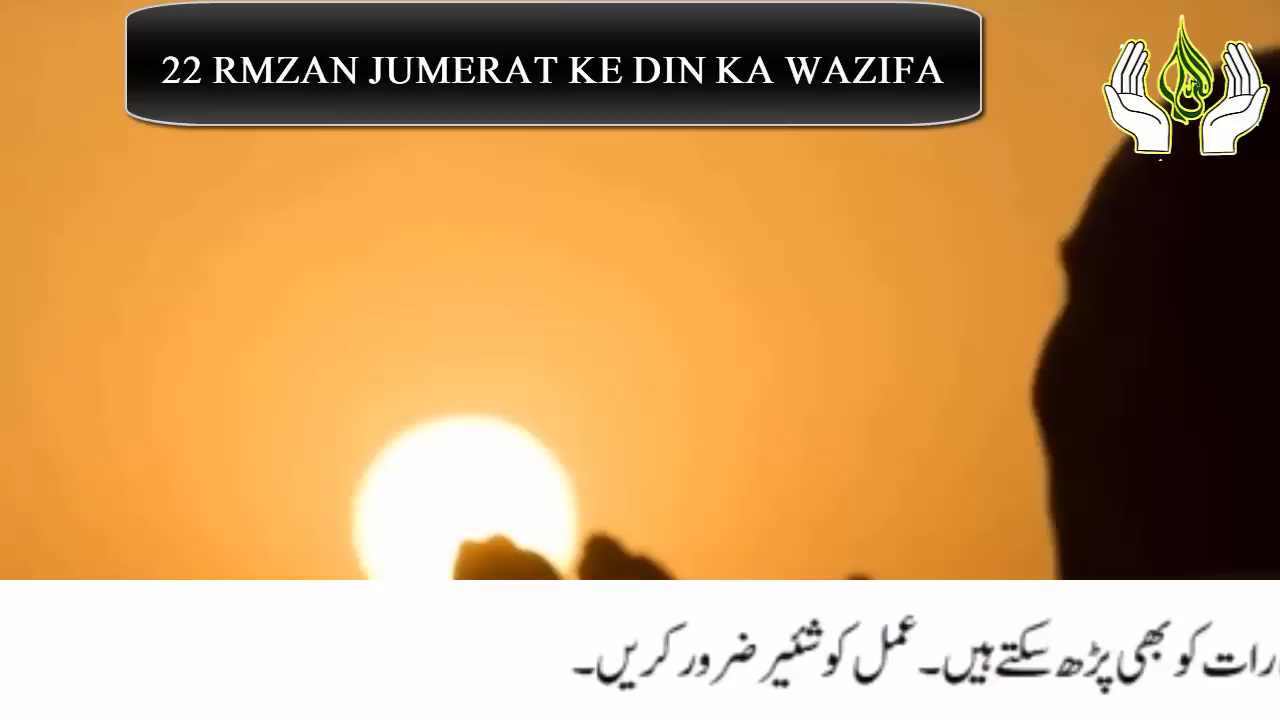 22 RMZAN JUMERAT KE DIN KA WAZIFA
رات کو بھی پڑھ سکتے ہیں۔ عمل کو شئیر ضرور کریں۔